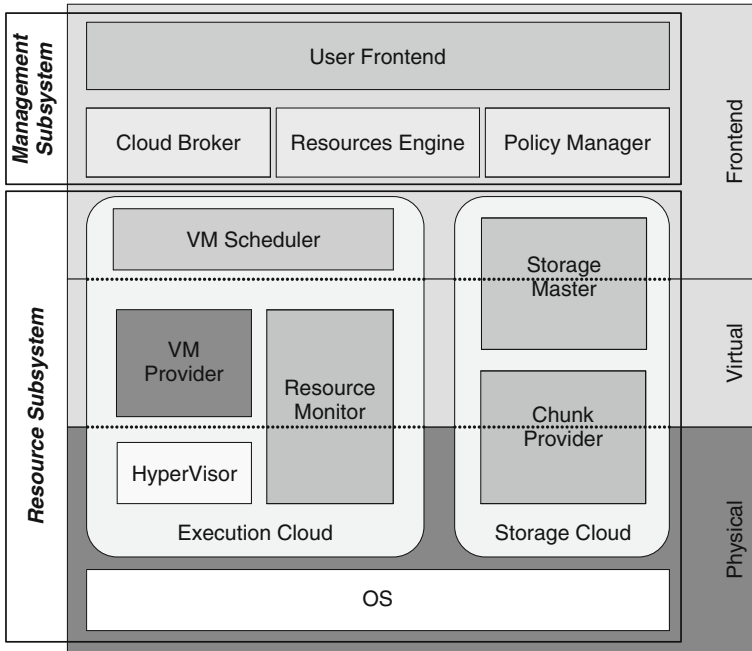 Management
Subsystem
User Frontend
Cloud Broker
Resources Engine
Policy Manager
Frontend
Resource Subsystem
VM Scheduler
Storage
Master
VM
Provider
Resource
Monitor
Virtual
Chunk
Provider
HyperVisor
Execution Cloud
Storage Cloud
Physical
OS